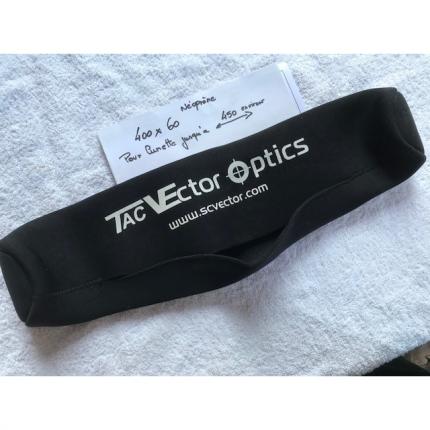 Néoprène
400 x 60
Pour lunette jusqu'a 450 environ
TAC VEctor Optics
www.scvector.com